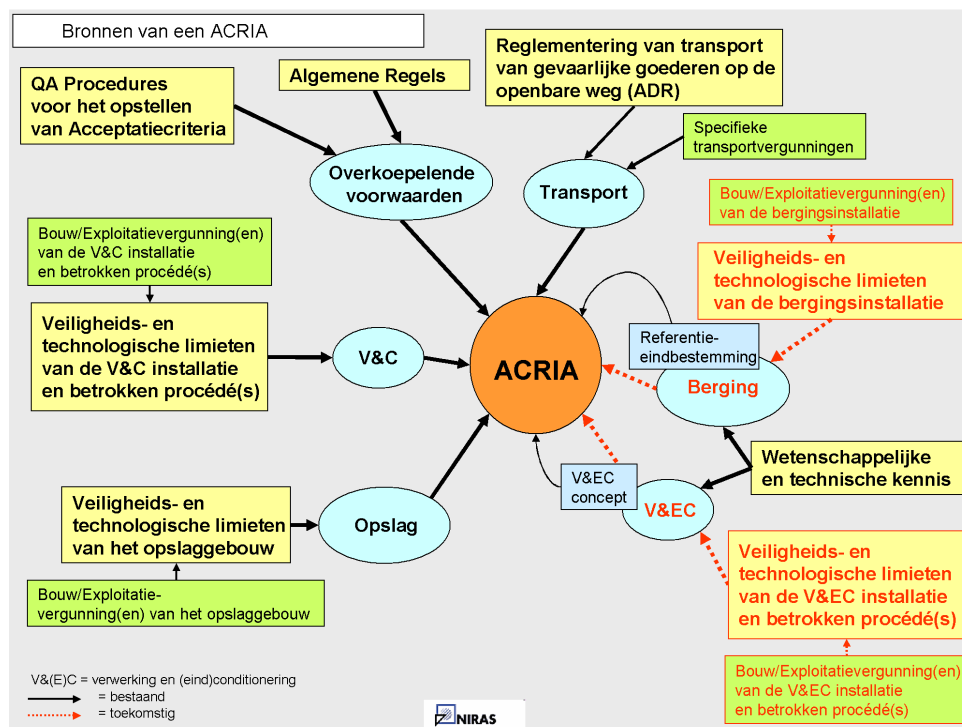 Bronnen van een ACRIA
QA Procedures
voor het opstellen
van Acceptatiecriteria
Algemene Regels
Reglementering van transport
van gevaarlijke goederen op de
openbare weg (ADR)
Specifieke
transportvergunningen
Overkoepelende
voorwaarden
Transport
Bouw/Exploitatievergunning(en)
van de bergingsinstallatie
Bouw/Exploitatievergunning(en)
van de V&C installatie
en betrokken procédé(s)
Veiligheids- en
technologische limieten
van de bergingsinstallatie
Veiligheids- en
technologische limieten
van de V&C installatie
en betrokken procédé(s)
V&C
ACRIA
Referentie-
eindbestemming
Berging
Wetenschappelijke
en technische kennis
V&EC
concept
V&EC
Veiligheids- en
technologische limieten
van het opslaggebouw
Opslag
Veiligheids- en
technologische limieten
van de V&EC installatie
en betrokken procédé(s)
Bouw/Exploitatie-
vergunning(en) van het opslaggebouw
Bouw/Exploitatievergunning(en)
van de V&EC installatie
en betrokken procédé(s)
V&(E)C = verwerking en (eind)conditionering
= bestaand
= toekomstig
NIRAS